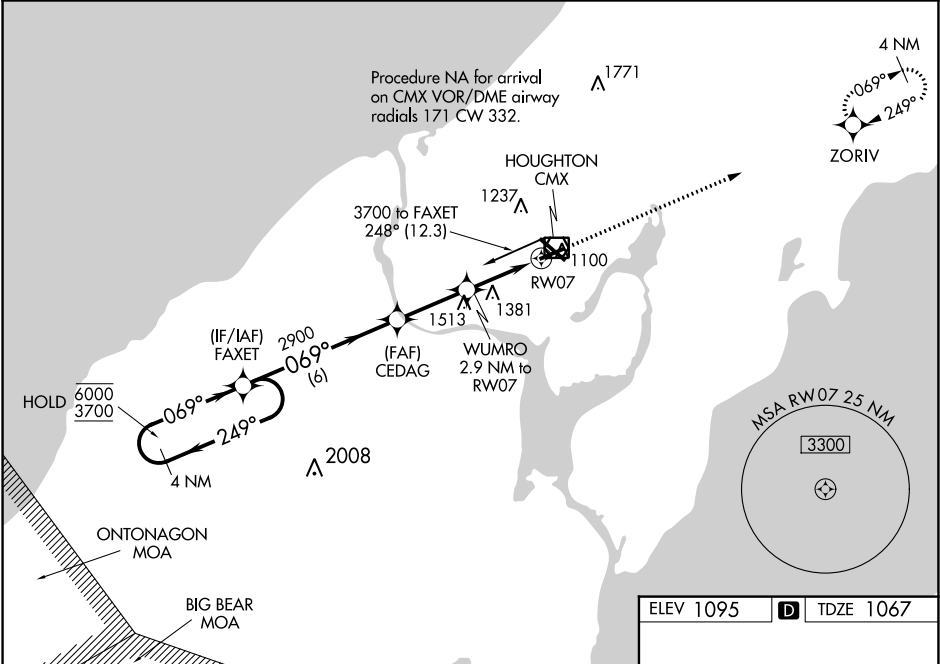 4 NM
069°
249°
ZORIV
1771
Procedure NA for arrival
on CMX VOR/DME airway
radials 171 CW 332.
HOUGHTON
CMX
1237
3700 to FAXET
248° (12.3)
1100
RW07
1381
1513
WUMRO
2.9 NM to
RW07
(FAF)
CEDAG
(IF/IAF)
FAXET
2900
069°
(6)
HOLD
6000
3700
069°
249°
4 NM
2008
MSA RW07 25 NM
3300
ONTONAGON
MOA
BIG BEAR
MOA
ELEV 1095 D TDZE 1067